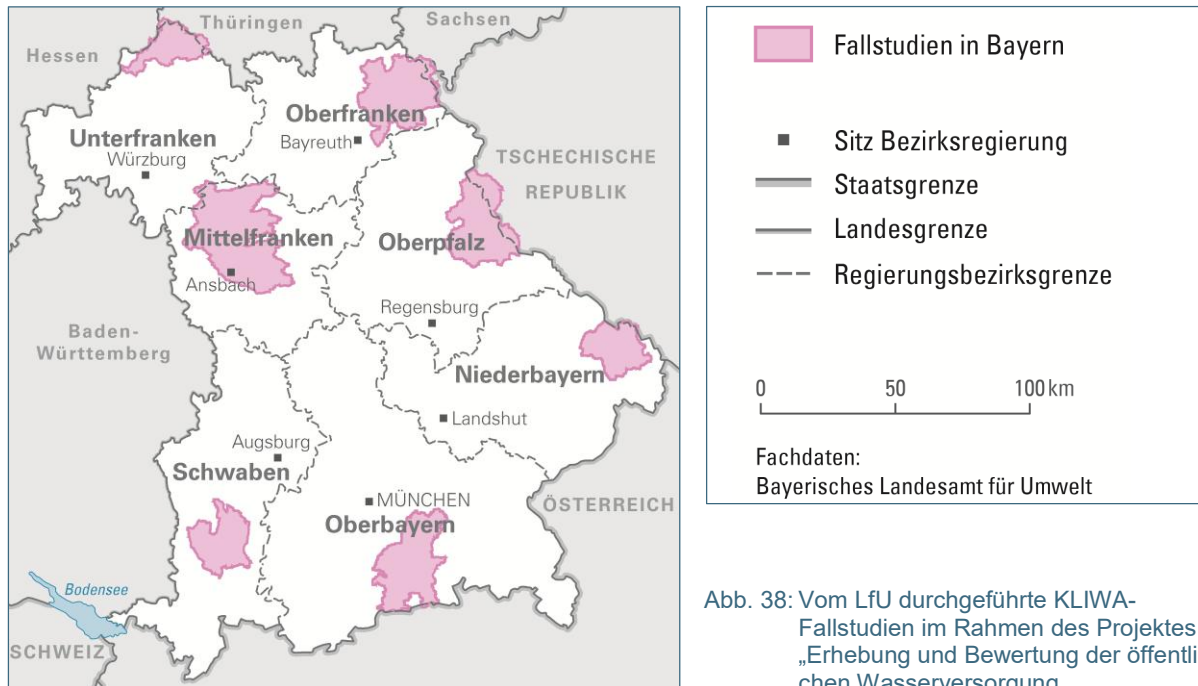 Thüringen
Sachsen
Hessen
Oberfranken
Bayreuth
Unterfranken
Würzburg
TSCHECHISCHE
REPUBLIK
Mittelfranken
Oberpfalz
Ansbach
Regensburg
Baden-
Württemberg
Niederbayern
Landshut
Augsburg
Schwaben
MÜNCHEN
ÖSTERREICH
Oberbayern
Bodensee
SCHWEIZ
Fallstudien in Bayern
Sitz Bezirksregierung
Staatsgrenze
Landesgrenze
Regierungsbezirksgrenze
0 50 100 km
Fachdaten:
Bayerisches Landesamt für Umwelt
Abb. 38: Vom LfU durchgeführte KLIWA-
Fallstudien im Rahmen des Projektes
„Erhebung und Bewertung der öffentli
chen Wasserversorgung